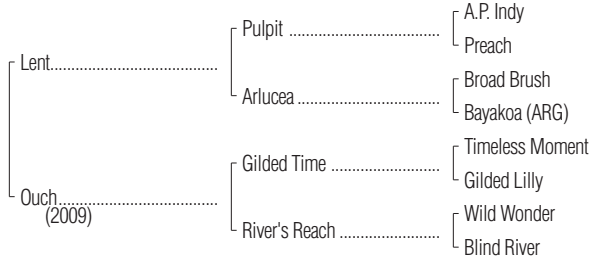 A.P. Indy
Pulpit ................................
Preach
Lent.....................................
Broad Brush
Arlucea ................................
Bayakoa (ARG)
Timeless Moment
Gilded Time ........................
Gilded Lilly
Ouch...................................
(2009)
Wild Wonder
River's Reach ......................
Blind River